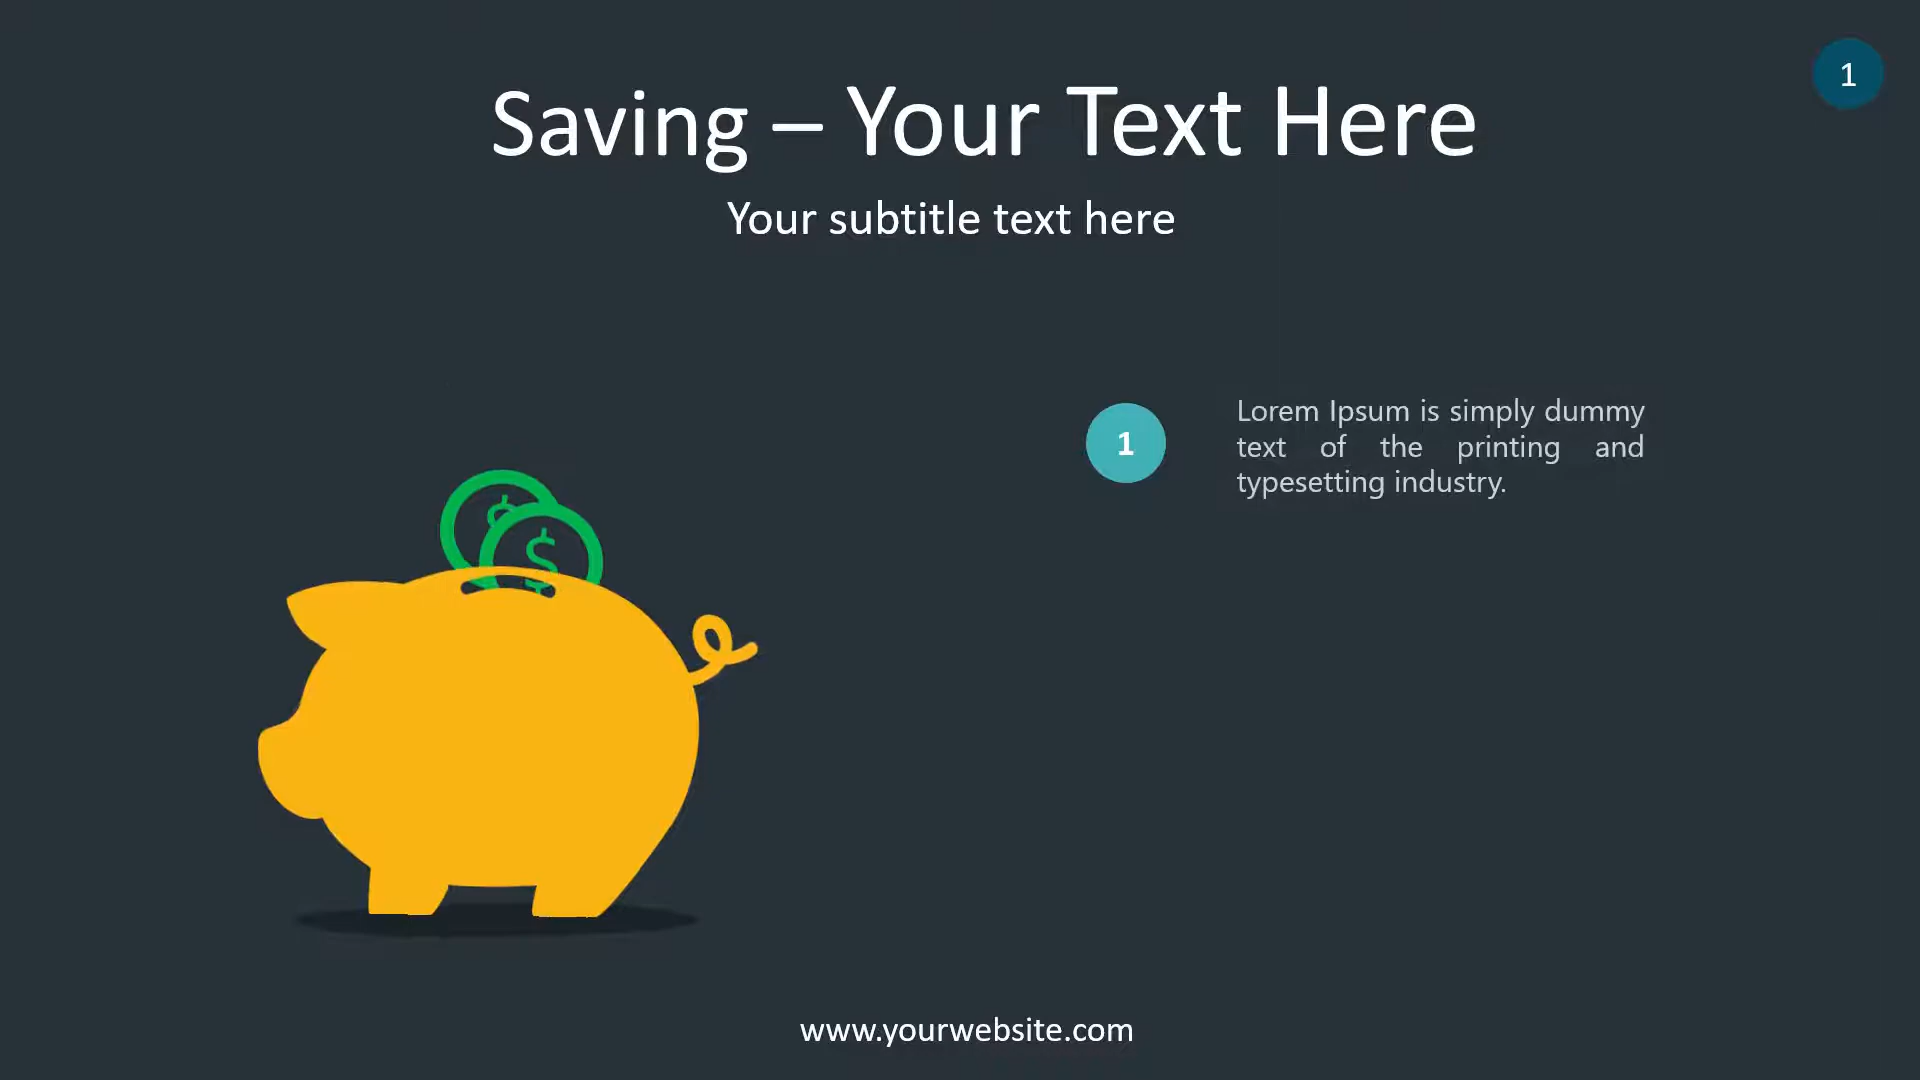 1
Saving – Your Text Here
Your subtitle text here
1
Lorem Ipsum is simply dummy
text of the printing and
typesetting industry.
$
$
www.yourwebsite.com